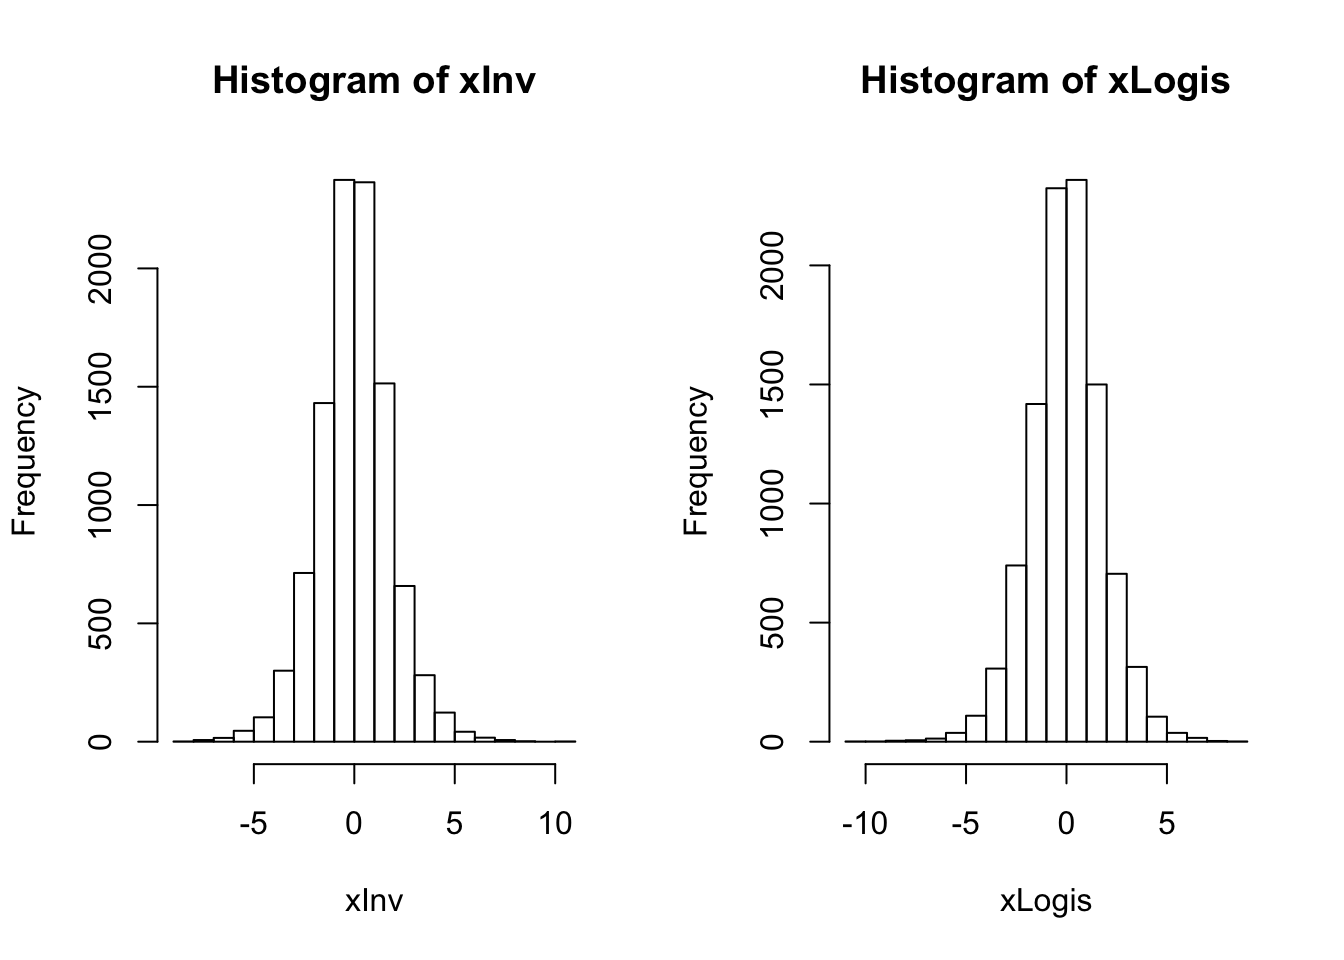 Histogram of xInv
Frequency
2000
1500
1000
500
0
-5 0 5 10
xInv
Histogram of xLogis
Frequency
2000
1500
1000
500
0
-10 -5 0 5
xLogis